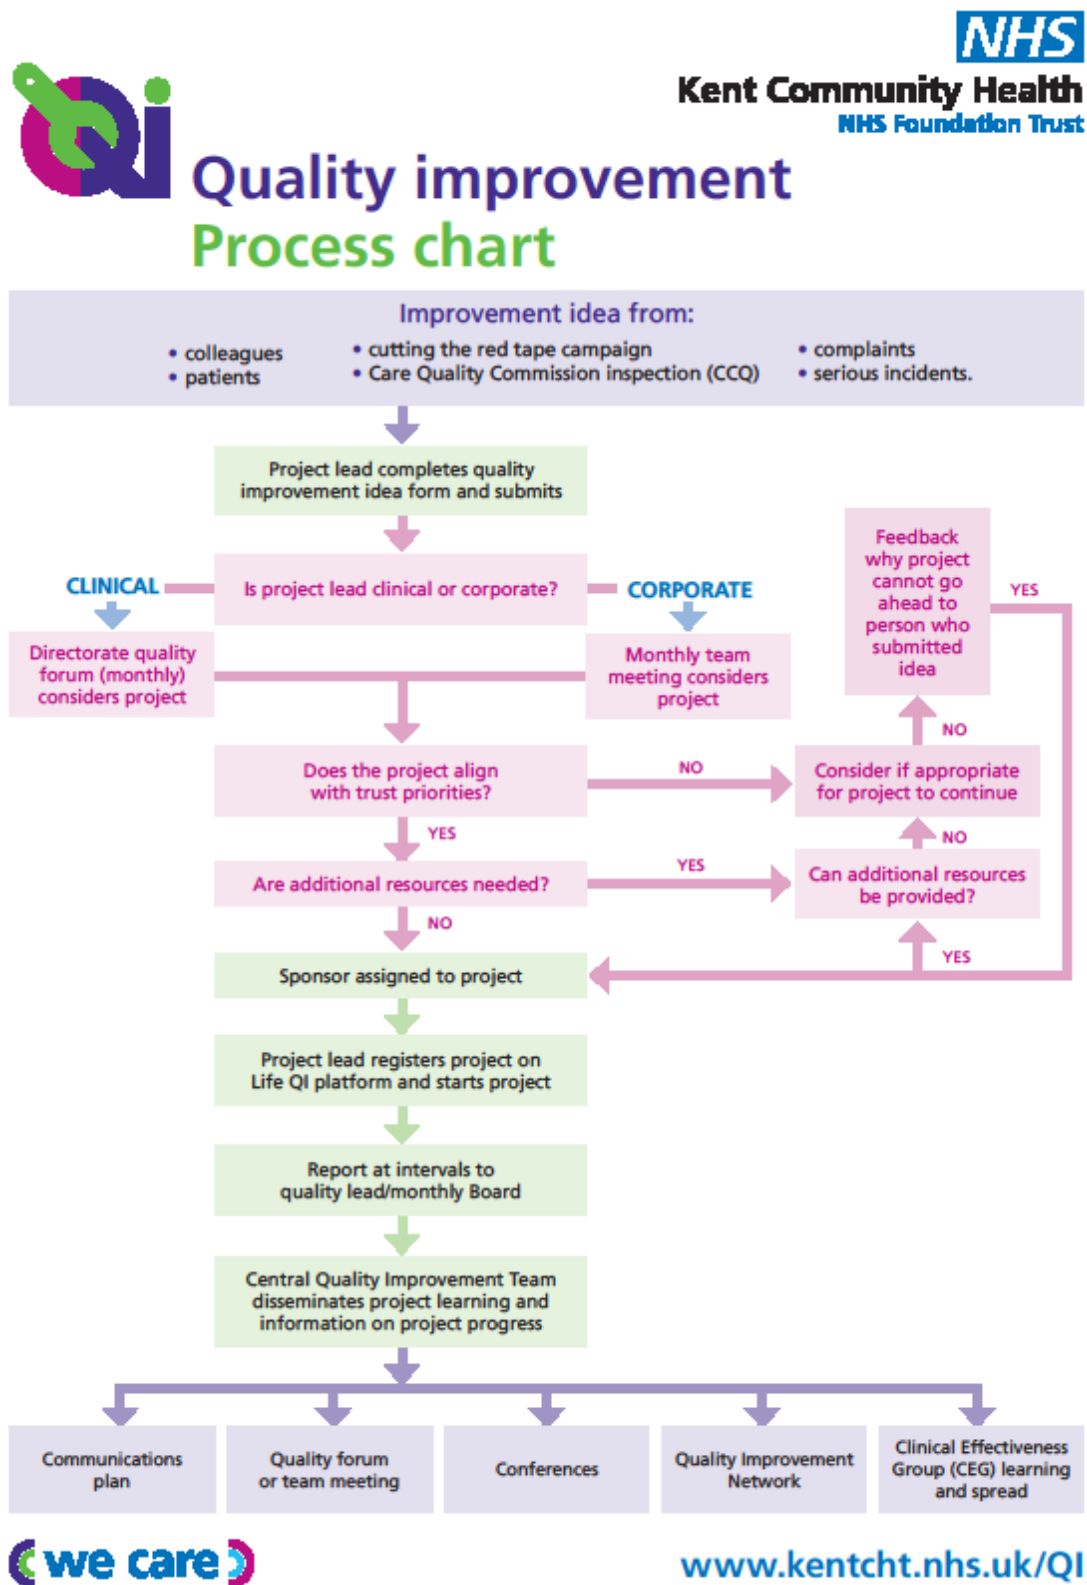 NHS
Kent Community Health
NHS Foundation Trust
Qi
Quality improvement
Process chart
Improvement idea from:
• colleagues
• patients
• cutting the red tape campaign
• Care Quality Commission inspection (CCQ)
• complaints
• serious incidents.
Project lead completes quality
improvement idea form and submits
Is project lead clinical or corporate?
CLINICAL
CORPORATE
Directorate quality
forum (monthly)
considers project
Monthly team
meeting considers
project
Feedback
why project
cannot go
ahead to
person who
submitted
idea
YES
NO
Does the project align
with trust priorities?
NO
Consider if appropriate
for project to continue
YES
NO
Are additional resources needed?
YES
Can additional resources
be provided?
NO
YES
Sponsor assigned to project
Project lead registers project on
Life QI platform and starts project
Report at intervals to
quality lead/monthly Board
Central Quality Improvement Team
disseminates project learning and
information on project progress
Communications
plan
Quality forum
or team meeting
Conferences
Quality Improvement
Network
Clinical Effectiveness
Group (CEG) learning
and spread
we care
www.kentcht.nhs.uk/QI